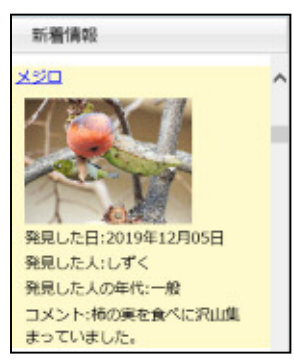 新着情報
メジロ
発見した日:2019年12月05日
発見した人:しずく
発見した人の年代:一般
コメント:柿の実を食べに沢山集
まっていました。